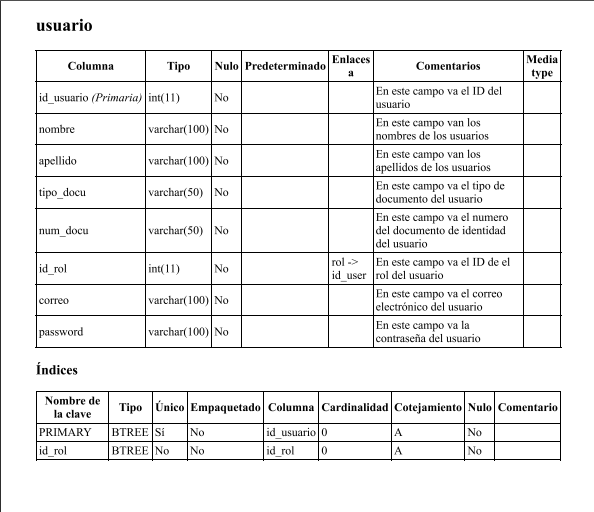 usuario
Columna Tipo Nulo Predeterminado Enlaces a Comentarios Media type
id_usuario (Primaria) int(11) No En este campo va el ID del
usuario
nombre varchar(100) No En este campo van los
nombres de los usuarios
apellido varchar(100) No En este campo van los
apellidos de los usuarios
tipo_docu varchar(50) No En este campo va el tipo de
documento del usuario
num_docu varchar(50) No En este campo va el numero
del documento de identidad
del usuario
id_rol int(11) No rol -> id_user En este campo va el ID de el
rol del usuario
correo varchar(100) No En este campo va el correo
electrónico del usuario
password varchar(100) No En este campo va la
contraseña del usuario
Índices
Nombre de la clave Tipo Único Empaquetado Columna Cardinalidad Cotejamiento Nulo Comentario
PRIMARY BTREE Sí No id_usuario 0 A No
id_rol BTREE No No id_rol 0 A No